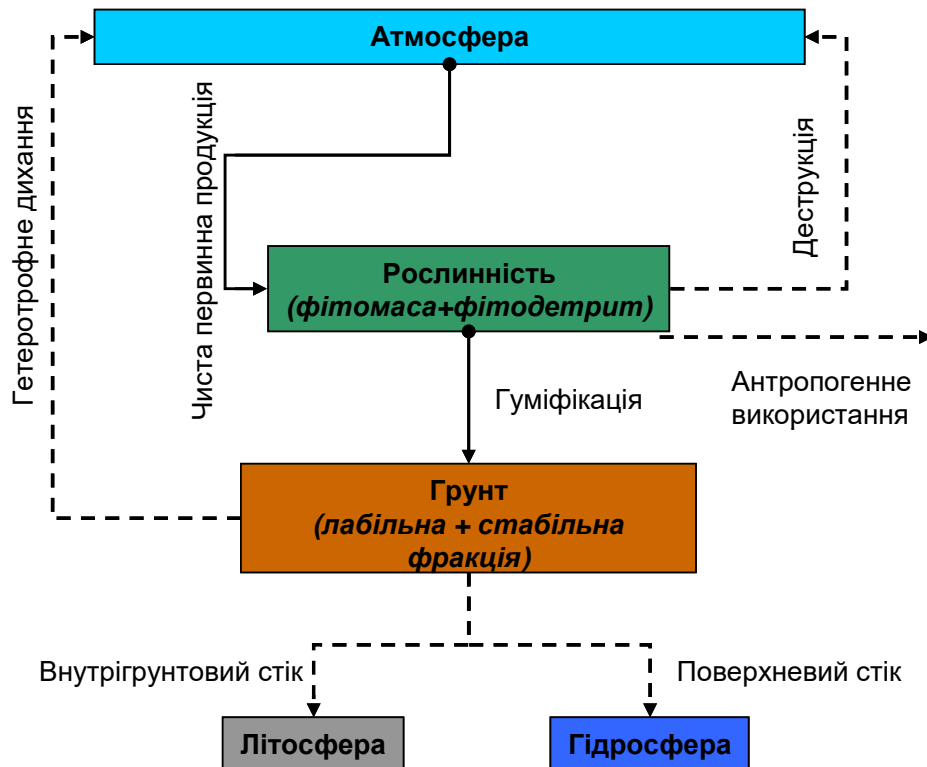 Атмосфера
Гетеротрофне дихання
Чиста первинна продукція
Деструкція
Рослинність
(фітомаса+фітодетрит)
Антропогенне
використання
Гуміфікація
Грунт
(лабільна + стабільна
фракція)
Внутрігрунтовий стік
Поверхневий стік
Літосфера
Гідросфера